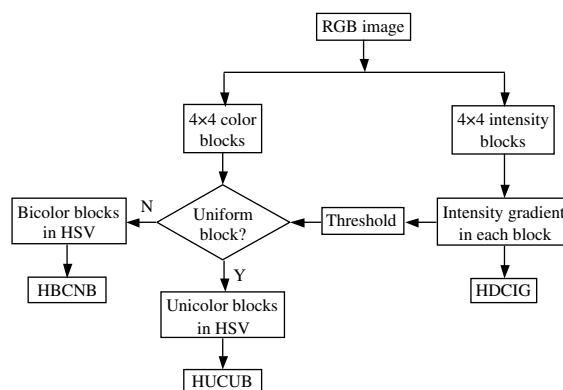 RGB image
4×4 color
blocks
4×4 intensity
blocks
N
Bicolor blocks
in HSV
Uniform
block?
Threshold
Intensity gradient
in each block
Y
HBCNB
Unicolor blocks
in HSV
HDCIG
HUCUB